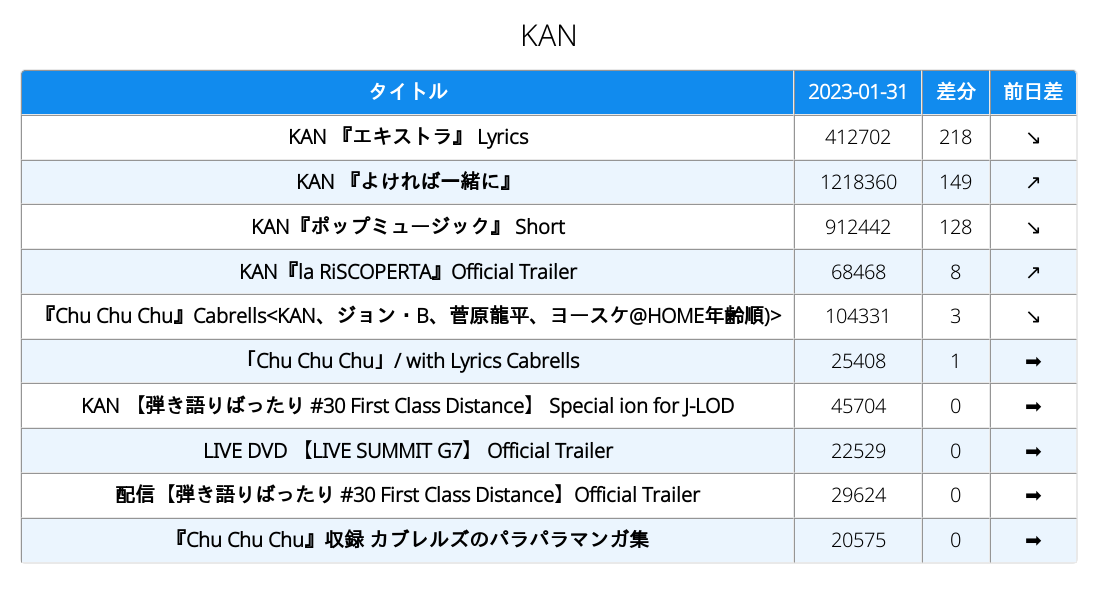 KAN
タイトル 2023-01-31 差分 前日差
KAN 『エキストラ』 Lyrics 412702 218 ↘
KAN 『よければ一緒に』 1218360 149 ↗
KAN『ポップミュージック』 Short 912442 128 ↘
KAN『la RiSCOPERTA』Official Trailer 68468 8 ↗
『Chu Chu Chu』Cabrells<KAN、ジョン・B、菅原龍平、ヨースケ@HOME年齢順)> 104331 3 ↘
「Chu Chu Chu」/ with Lyrics Cabrells 25408 1 ➡
KAN 【弾き語りばったり #30 First Class Distance】 Special ion for J-LOD 45704 0 ➡
LIVE DVD 【LIVE SUMMIT G7】 Official Trailer 22529 0 ➡
配信【弾き語りばったり #30 First Class Distance】Official Trailer 29624 0 ➡
『Chu Chu Chu』収録 カブレルズのパラパラマンガ集 20575 0 ➡